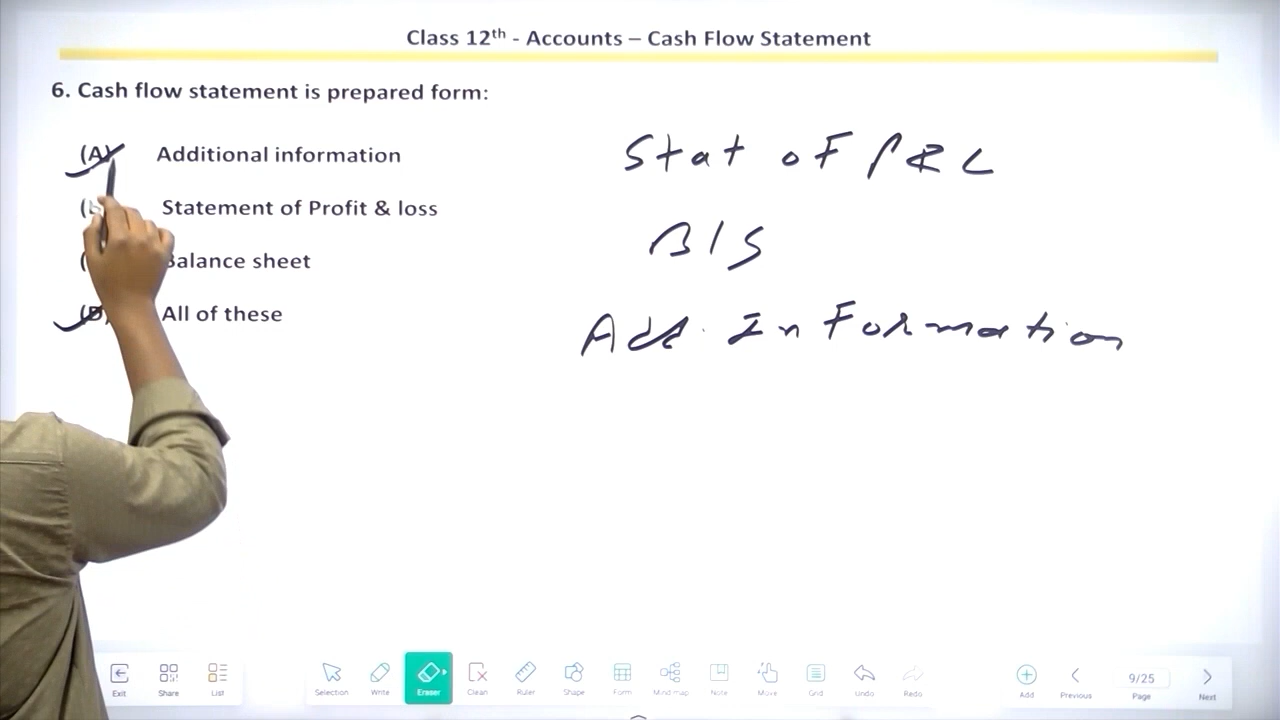 Class 12th - Accounts – Cash Flow Statement
6. Cash flow statement is prepared form:
(A) Additional information
Statement of Profit & loss
Balance sheet
(D) All of these
Stat of P & L
B/S
Add. Information
Exit
Share
List
Selection
Write
Eraser
Clean
Ruler
Shape
Form
Mind map
Note
Move
Grid
Undo
Redo
Add
Previous
9/25
Page
Next